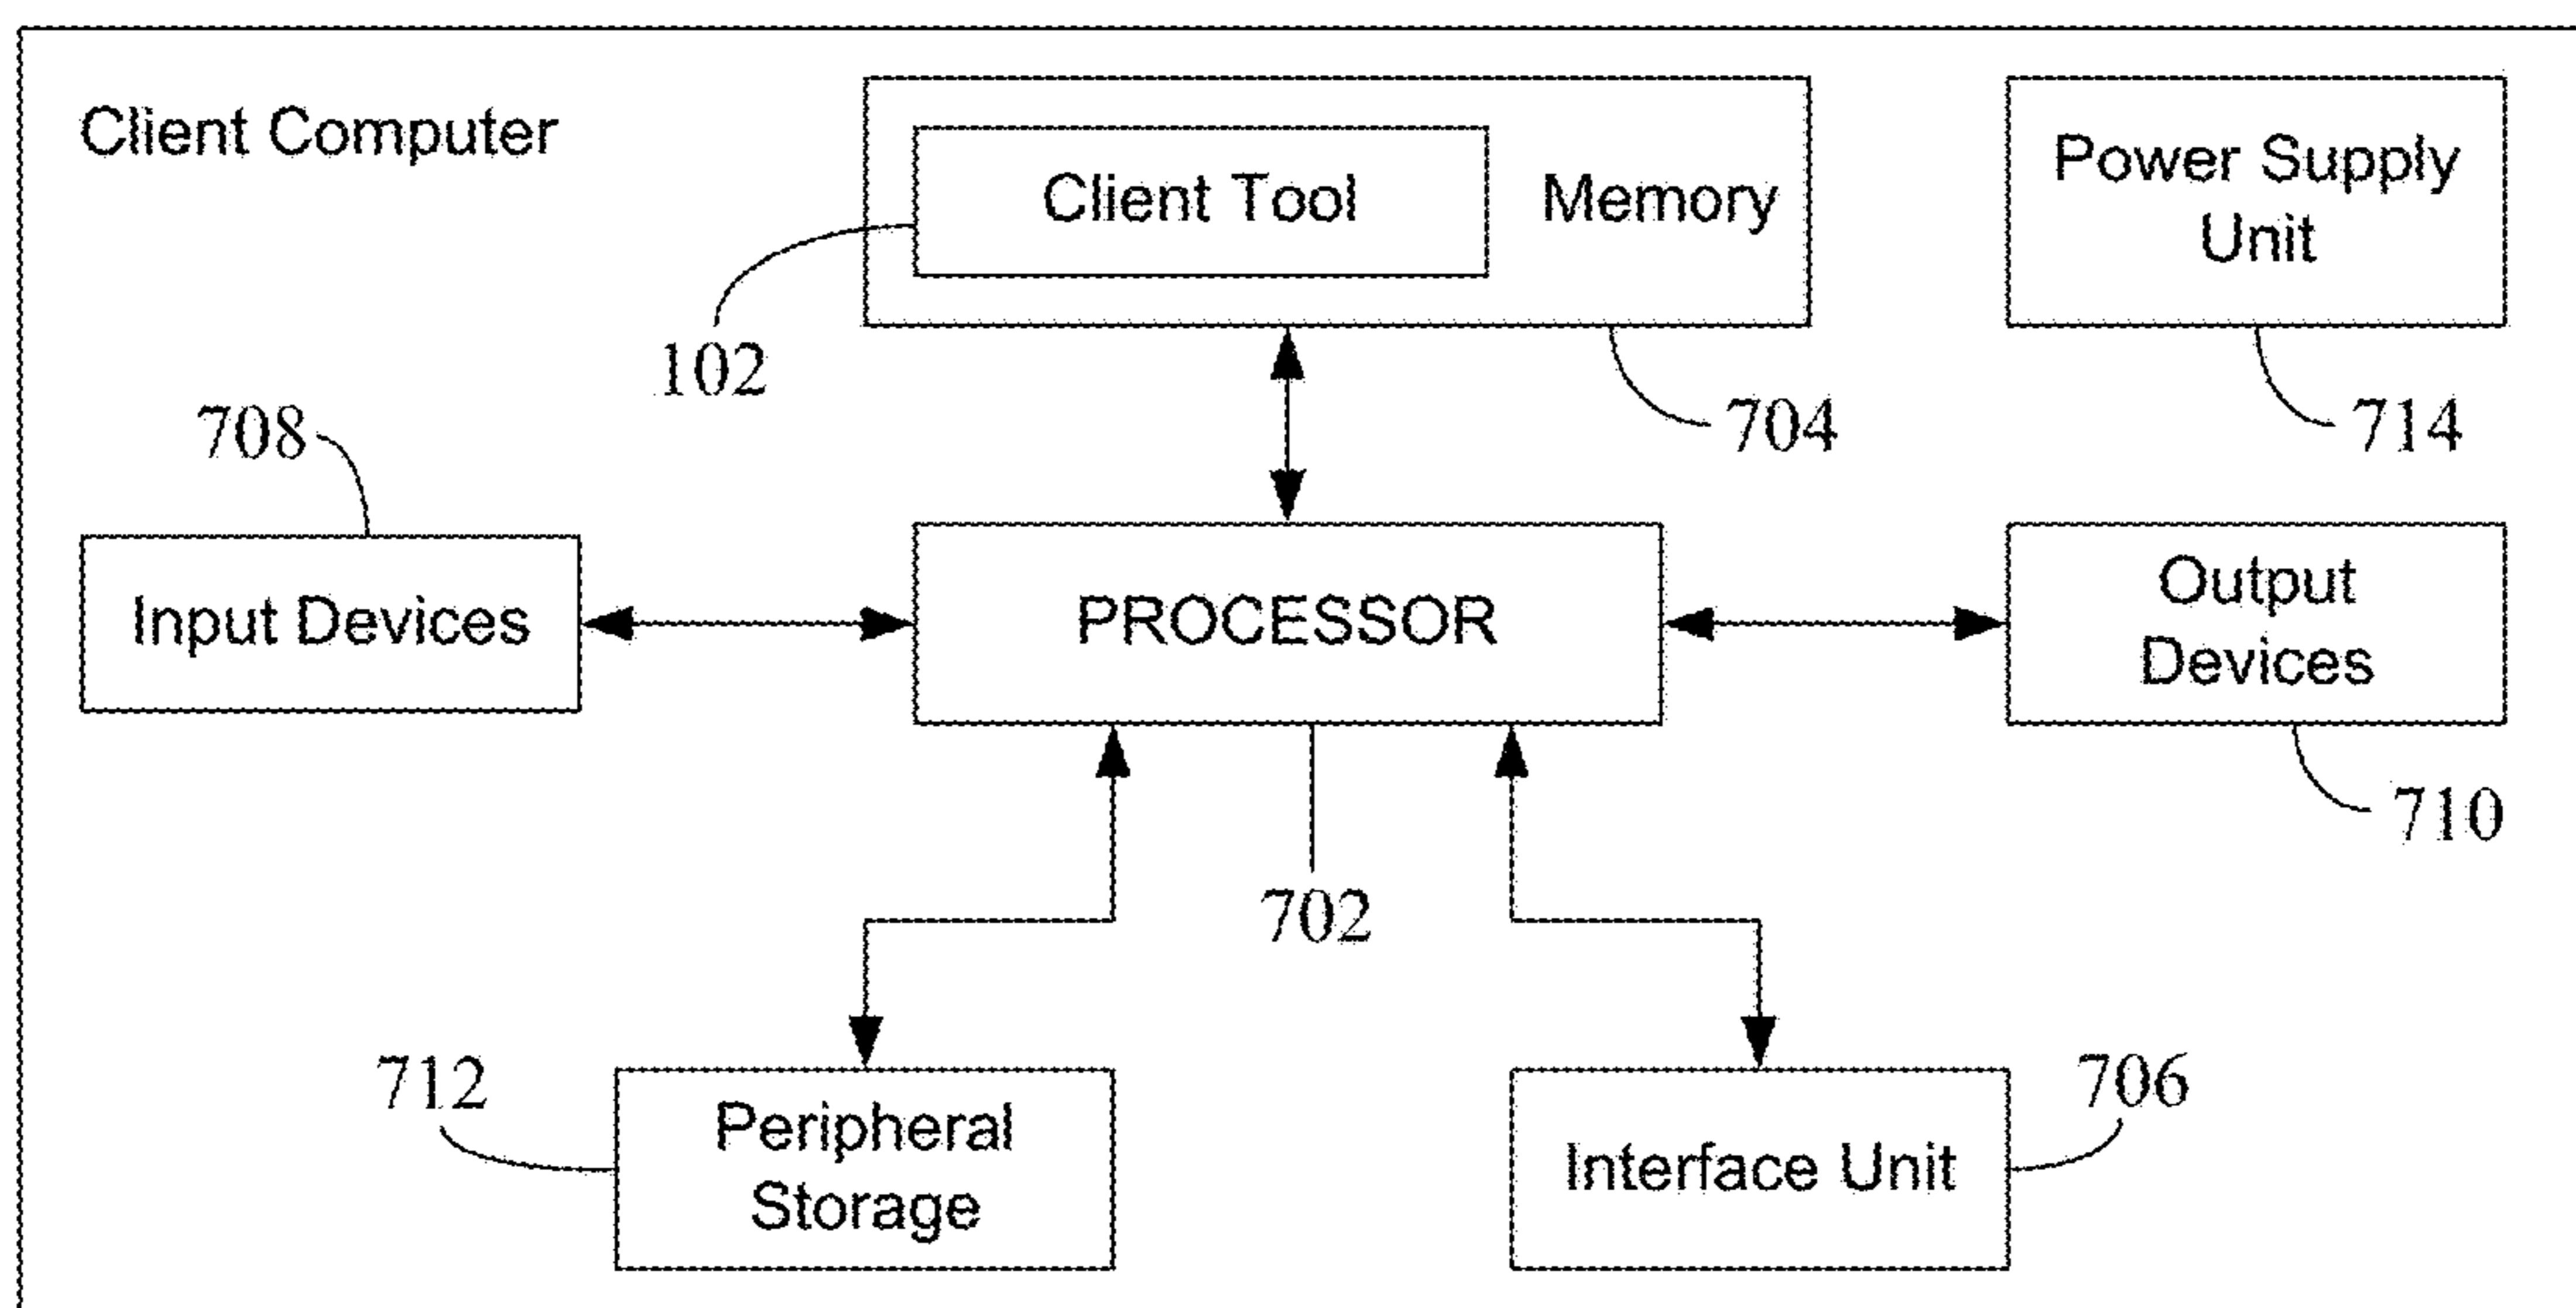 Client Computer
Client Tool
Memory
Power Supply
Unit
102
704
714
708
Input Devices
PROCESSOR
Output
Devices
710
702
712
Peripheral
Storage
Interface Unit
706